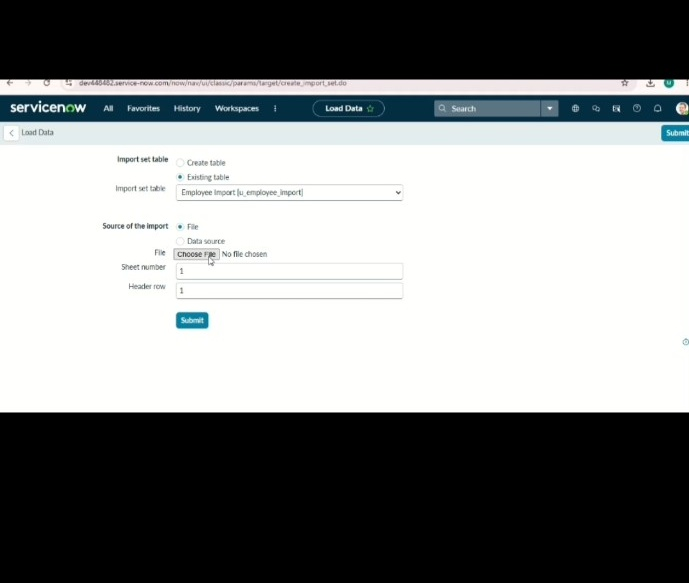 dev446462.service-now.com/now/nav/ui/classic/params/target/create_import_set.do
servicenow All Favorites History Workspaces Load Data Search
Load Data Submit
Import set table Create table
Existing table
Import set table Employee Import [u_employee_import]
Source of the import File
Data source
File Choose File No file chosen
Sheet number 1
Header row 1
Submit